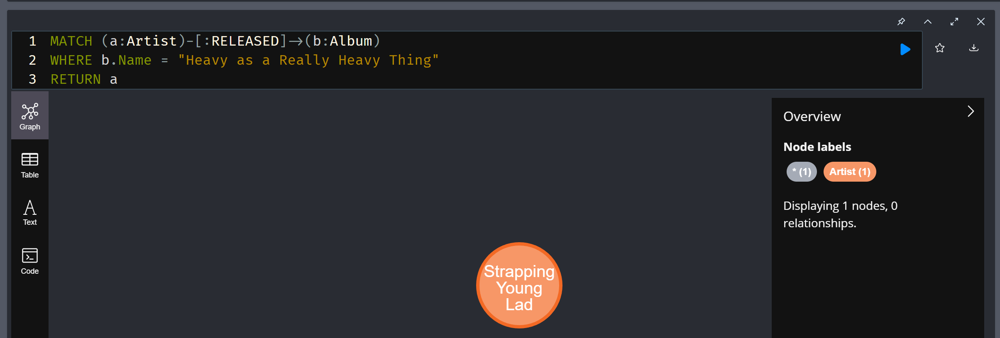 1 MATCH (a:Artist)-[:RELEASED]->(b:Album)
2 WHERE b.Name = "Heavy as a Really Heavy Thing"
3 RETURN a
Graph
Table
Text
Code
Overview
Node labels
* (1) Artist (1)
Displaying 1 nodes, 0
relationships.
Strapping
Young
Lad